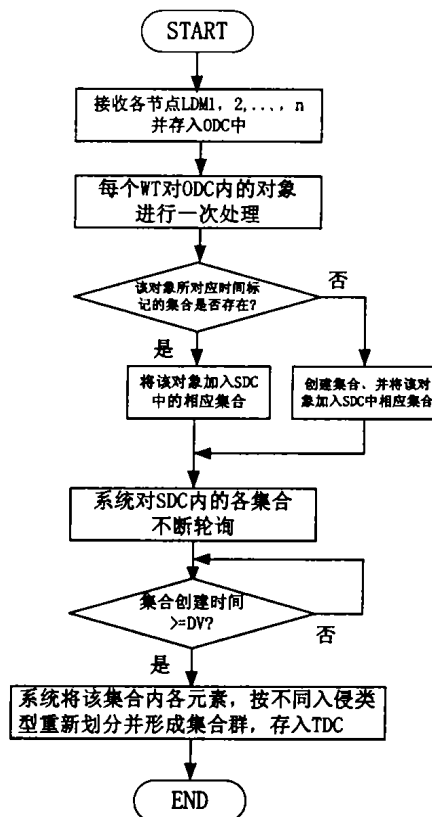 START
接收各节点LDM1, 2,..., n
并存入ODC中
每个WT对ODC内的对象
进行一次处理
该对象所对应时间标
记的集合是否存在?
否
是
将该对象加入SDC
中的相应集合
创建集合、并将该对
象加入SDC中相应集合
系统对SDC内的各集合
不断轮询
集合创建时间
>=DV?
否
是
系统将该集合内各元素，按不同入侵类
型重新划分并形成集合群，存入TDC
END